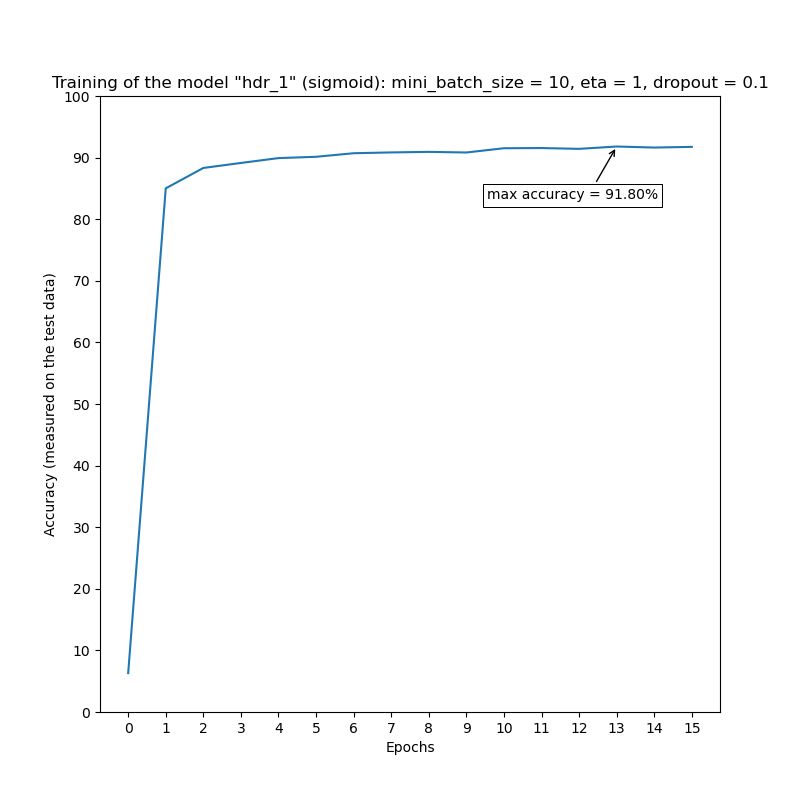 Training of the model "hdr_1" (sigmoid): mini_batch_size = 10, eta = 1, dropout = 0.1
100
90
80
70
60
50
40
30
20
10
0
Accuracy (measured on the test data)
max accuracy = 91.80%
0 1 2 3 4 5 6 7 8 9 10 11 12 13 14 15
Epochs